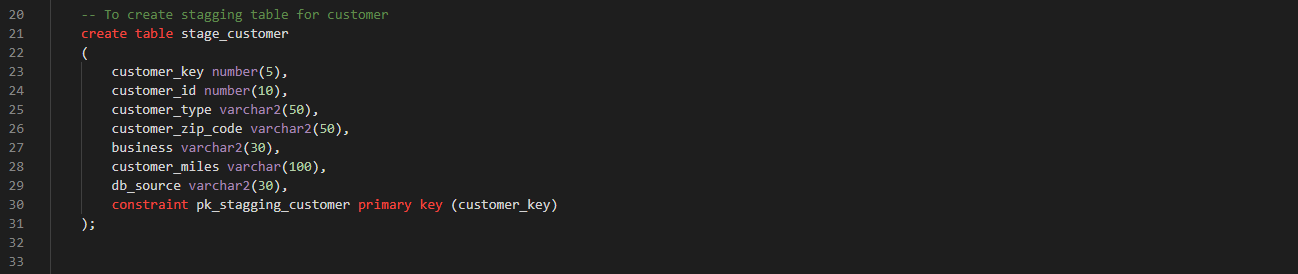 20 -- To create stagging table for customer
21 create table stage_customer
22 (
23 customer_key number(5),
24 customer_id number(10),
25 customer_type varchar2(50),
26 customer_zip_code varchar2(50),
27 business varchar2(30),
28 customer_miles varchar(100),
29 db_source varchar2(30),
30 constraint pk_stagging_customer primary key (customer_key)
31 );
32
33